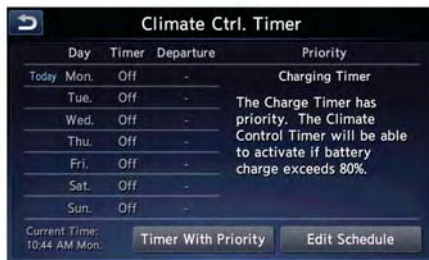 Climate Ctrl. Timer
Day Timer Departure Priority
Today Mon. Off - Charging Timer
Tue. Off -
Wed. Off -
Thu. Off -
Fri. Off -
Sat. Off -
Sun. Off -
The Charge Timer has
priority. The Climate
Control Timer will be able
to activate if battery
charge exceeds 80%.
Current Time:
10:44 AM Mon.
Timer With Priority
Edit Schedule